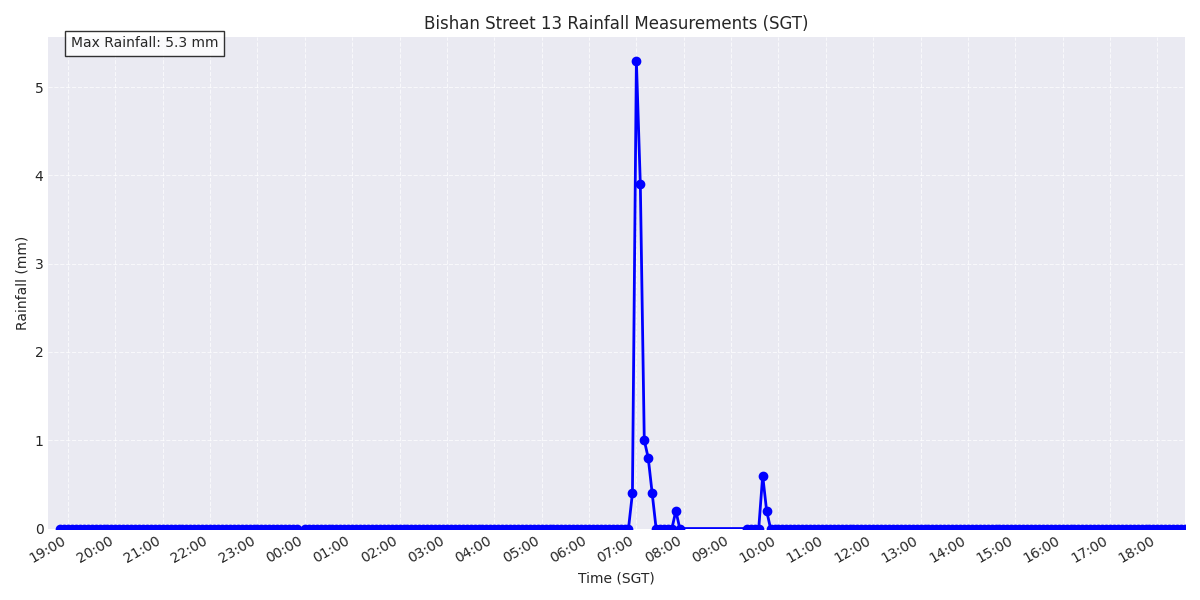 Bishan Street 13 Rainfall Measurements (SGT)
Max Rainfall: 5.3 mm
Rainfall (mm)
5
4
3
2
1
0
19:00 20:00 21:00 22:00 23:00 00:00 01:00 02:00 03:00 04:00 05:00 06:00 07:00 08:00 09:00 10:00 11:00 12:00 13:00 14:00 15:00 16:00 17:00 18:00
Time (SGT)